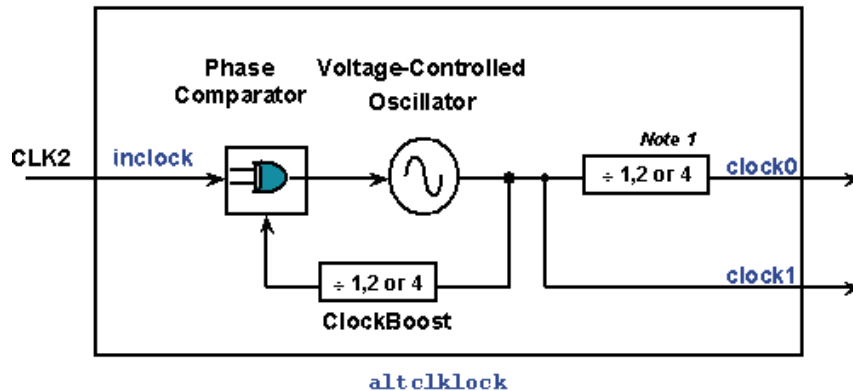 Phase
Comparator
Voltage-Controlled
Oscillator
Note 1
CLK2
inclock
÷ 1,2 or 4
clock0
÷ 1,2 or 4
clock1
ClockBoost
altclklock